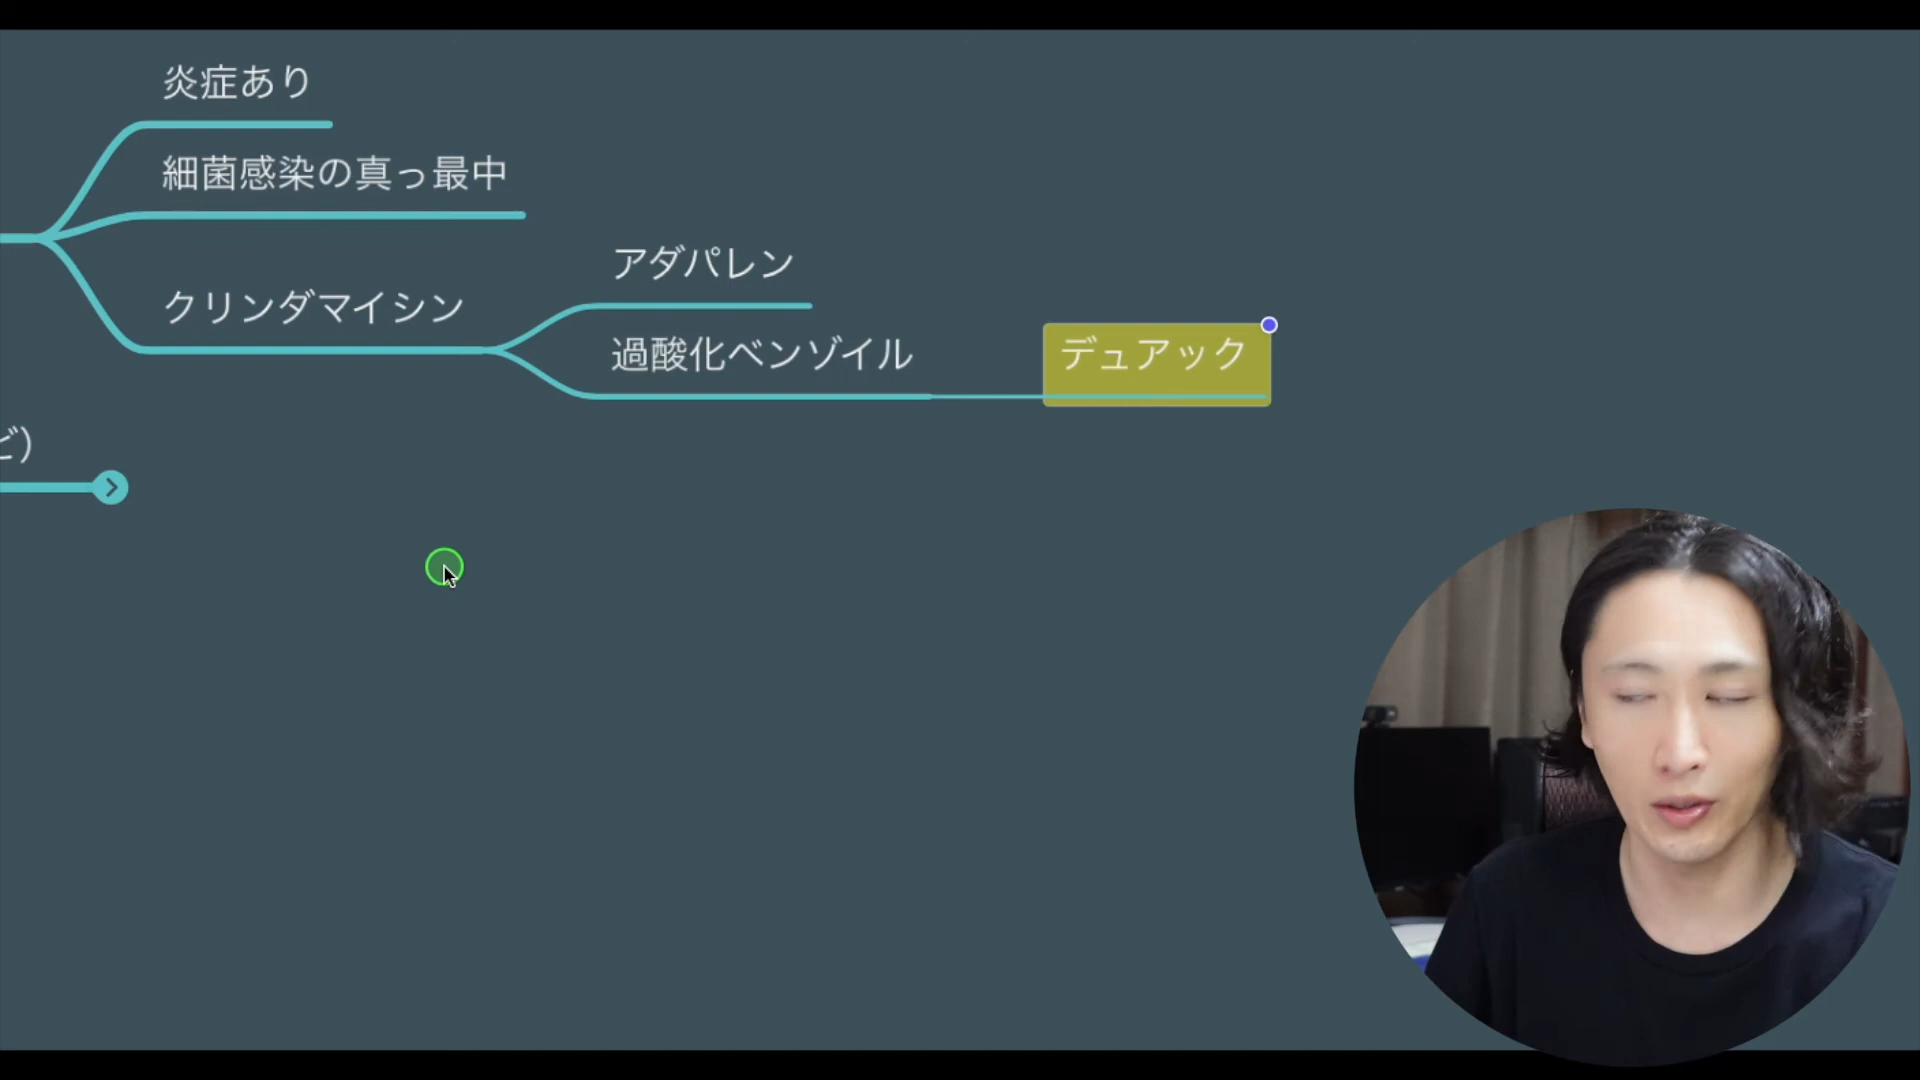 炎症あり
細菌感染の真っ最中
クリンダマイシン
アダパレン
過酸化ベンゾイル
デュアック
ビ)